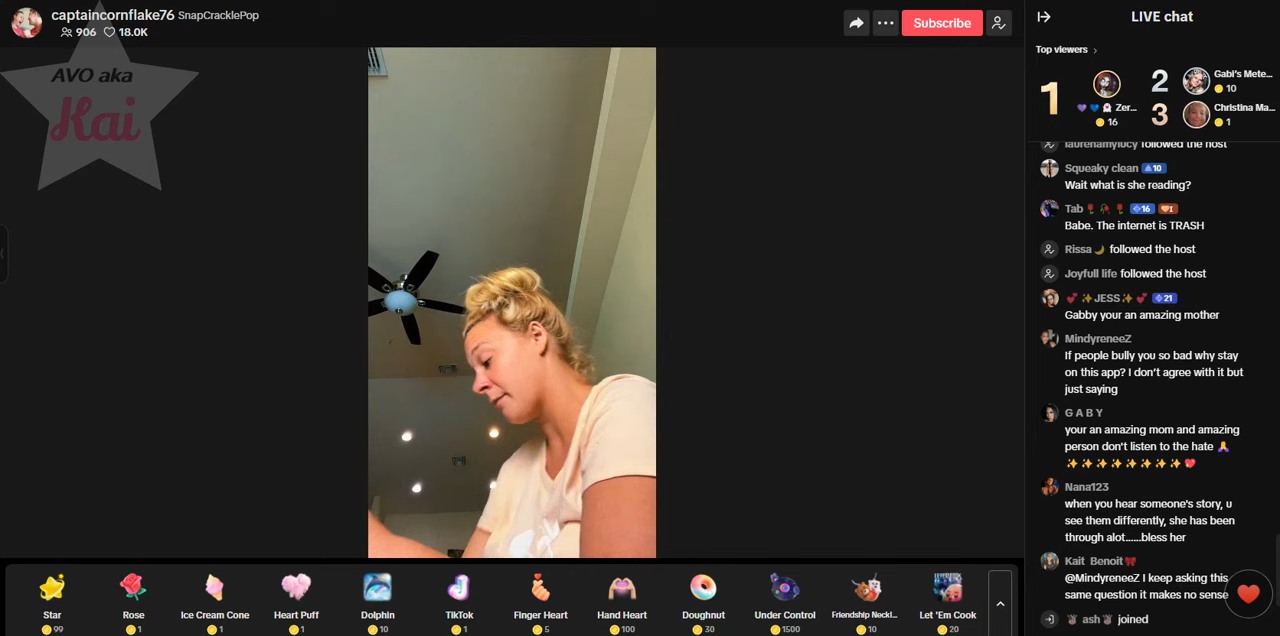 captaincornflake76 SnapCracklePop
906 18.0K
Subscribe
LIVE chat
AVO aka
Kai
Top viewers
1
Zer...
16
2
Gabi's Mete...
10
3
Christina Ma...
1
laurenamylucy followed the host
Squeaky clean 10
Wait what is she reading?
Tab 16 I
Babe. The internet is TRASH
Rissa followed the host
Joyfull life followed the host
JESS 21
Gabby your an amazing mother
MindyreneeZ
If people bully you so bad why stay
on this app? I don't agree with it but
just saying
G A B Y
your an amazing mom and amazing
person don't listen to the hate
Nana123
when you hear someone's story, u
see them differently, she has been
through alot......bless her
Kait Benoit
@MindyreneeZ I keep asking this
same question it makes no sense
ash joined
Star
99
Rose
1
Ice Cream Cone
1
Heart Puff
1
Dolphin
10
TikTok
1
Finger Heart
5
Hand Heart
100
Doughnut
30
Under Control
1500
Friendship Neckl...
10
Let 'Em Cook
20